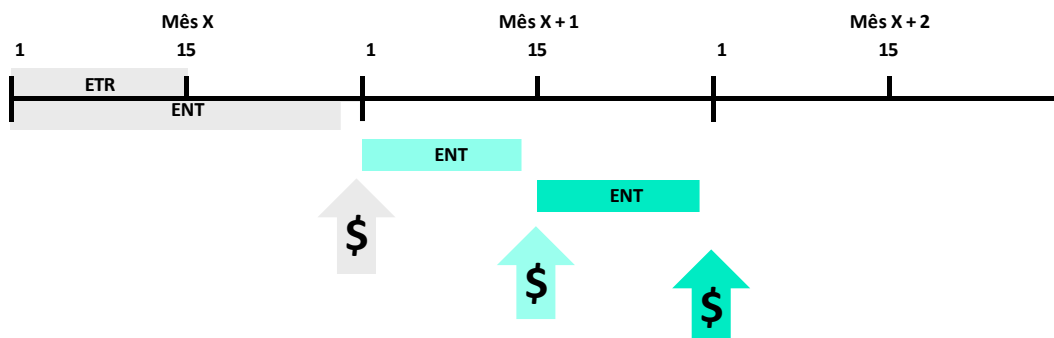 Mês X Mês X + 1 Mês X + 2
1 15 1 15 1 15
ETR
ENT
ENT
ENT
$
$
$